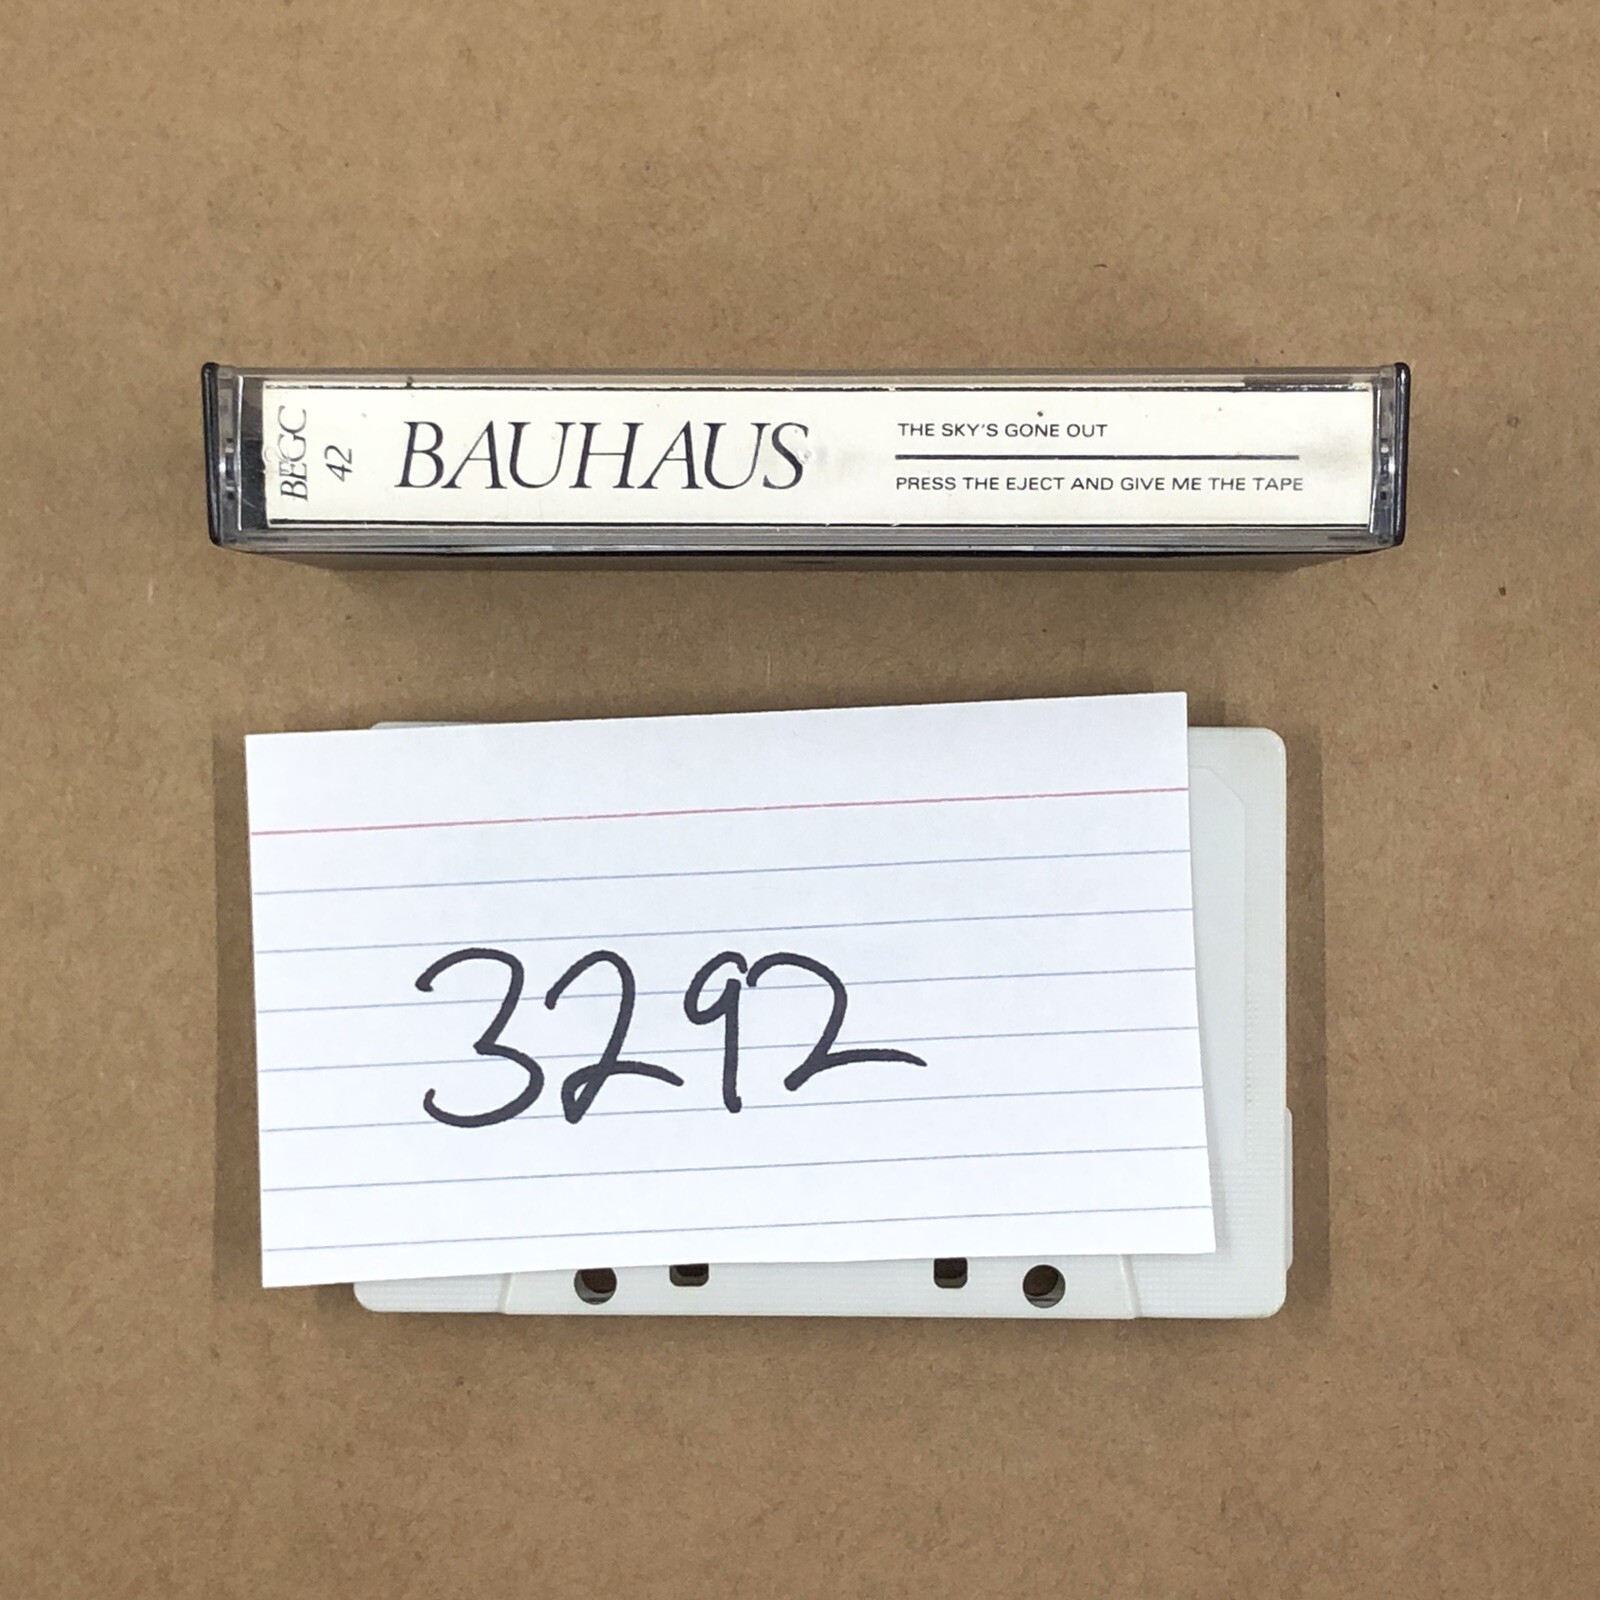 BEGC
42
BAUHAUS
THE SKY'S GONE OUT
PRESS THE EJECT AND GIVE ME THE TAPE
3292